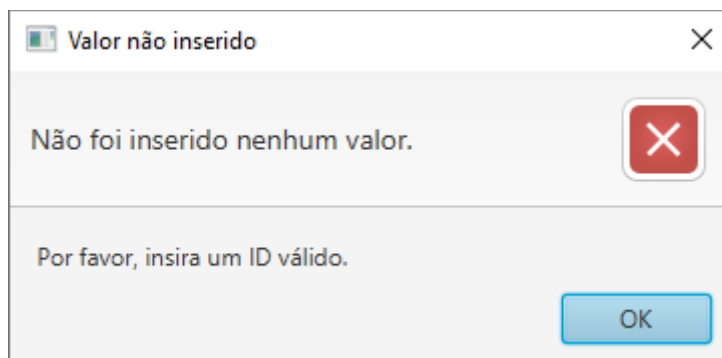 Valor não inserido
Não foi inserido nenhum valor.
Por favor, insira um ID válido.
OK